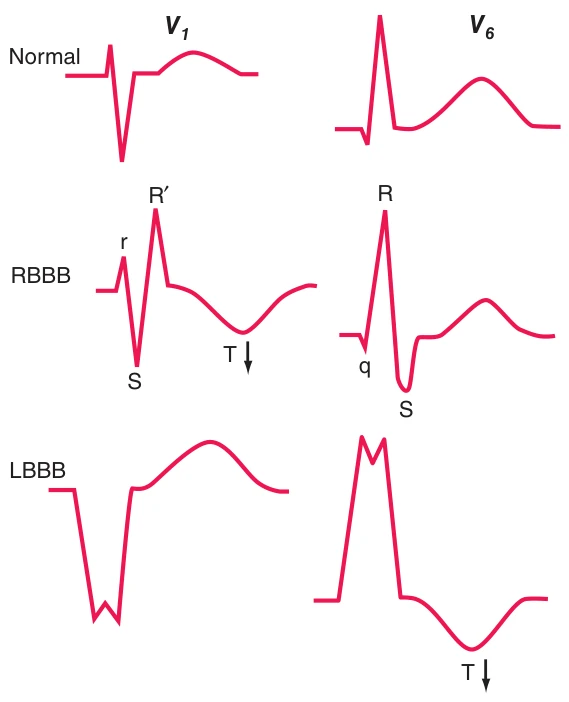 V1 V6
Normal
R′ R
r
RBBB
T ↓ q
S S
LBBB
T ↓